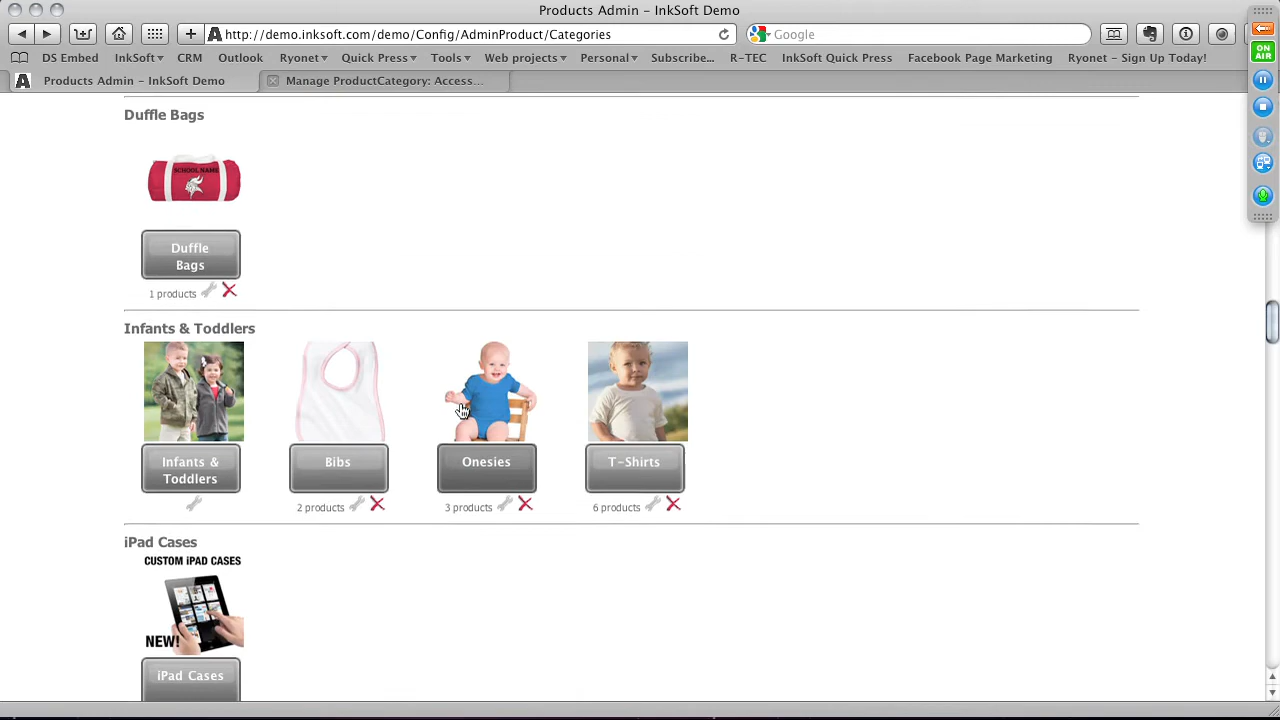 Products Admin - InkSoft Demo
http://demo.inksoft.com/demo/Config/AdminProduct/Categories
Google
DS Embed InkSoft CRM Outlook Ryonet Quick Press Tools Web projects Personal Subscribe... R-TEC InkSoft Quick Press Facebook Page Marketing Ryonet - Sign Up Today!
Products Admin - InkSoft Demo
Manage ProductCategory: Access...
ON AIR
Duffle Bags
SCHOOL NAME
Duffle
Bags
1 products
Infants & Toddlers
Infants &
Toddlers
Bibs
Onesies
T-Shirts
2 products
3 products
6 products
iPad Cases
CUSTOM iPAD CASES
NEW!
iPad Cases